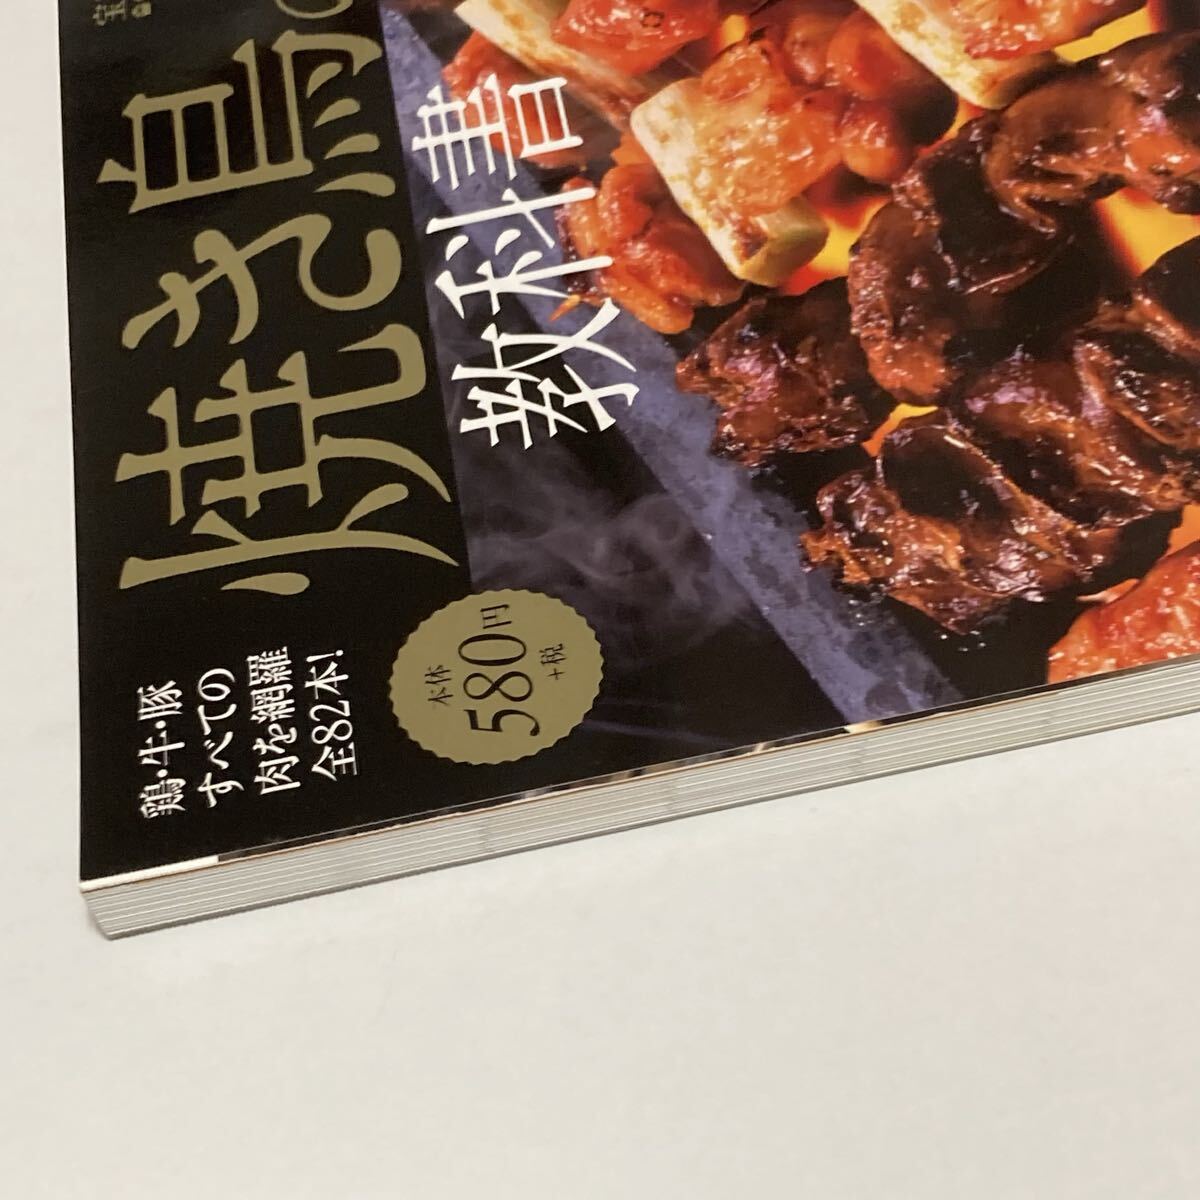 焼き鳥の
教科書
鶏・牛・豚
すべての
肉を網羅
全82本!
本体
580円
+税